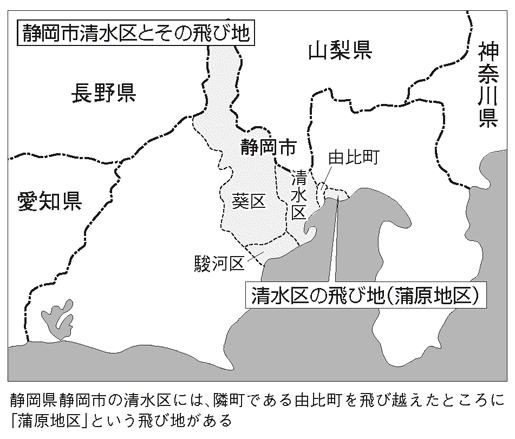 静岡市清水区とその飛び地
山梨県
神奈川県
長野県
静岡市
由比町
清水区
愛知県
葵区
駿河区
清水区の飛び地(蒲原地区)
静岡県静岡市の清水区には、隣町である由比町を飛び越えたところに
「蒲原地区」という飛び地がある